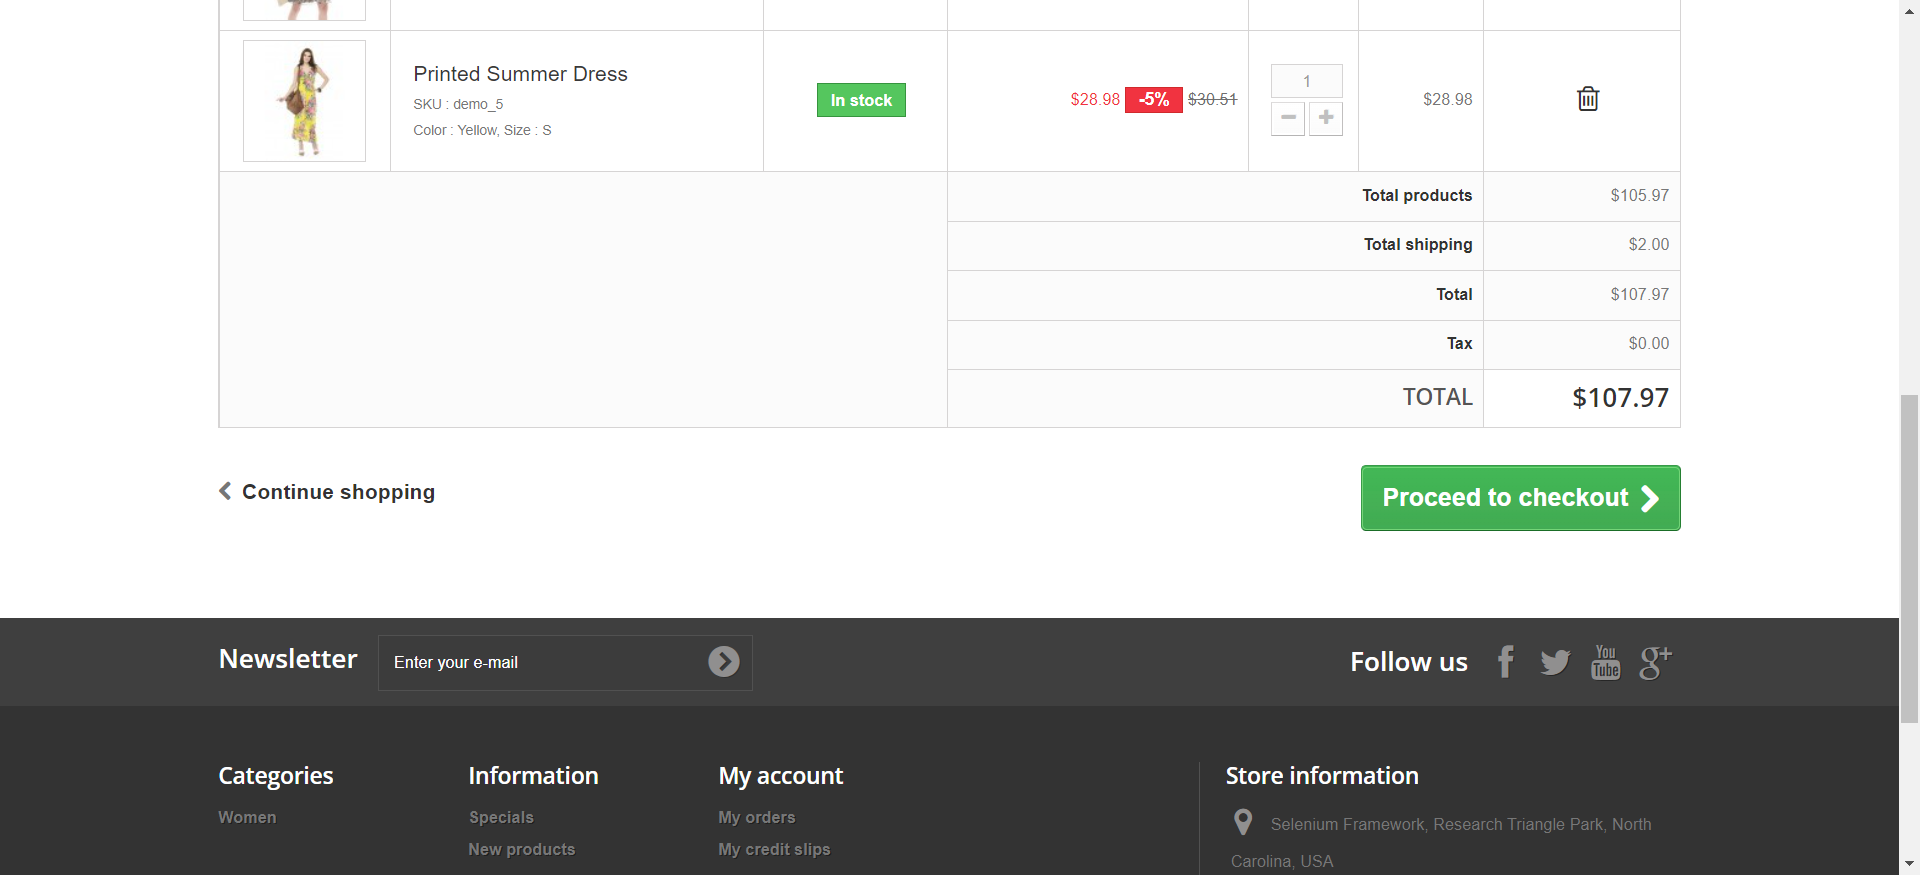 Printed Summer Dress
SKU : demo_5
Color : Yellow, Size : S
In stock
$28.98 -5% $30.51
1
$28.98
Total products $105.97
Total shipping $2.00
Total $107.97
Tax $0.00
TOTAL $107.97
Continue shopping
Proceed to checkout
Newsletter
Enter your e-mail
Follow us
You
Tube
g+
Categories
Women
Information
Specials
New products
My account
My orders
My credit slips
Store information
Selenium Framework, Research Triangle Park, North
Carolina, USA